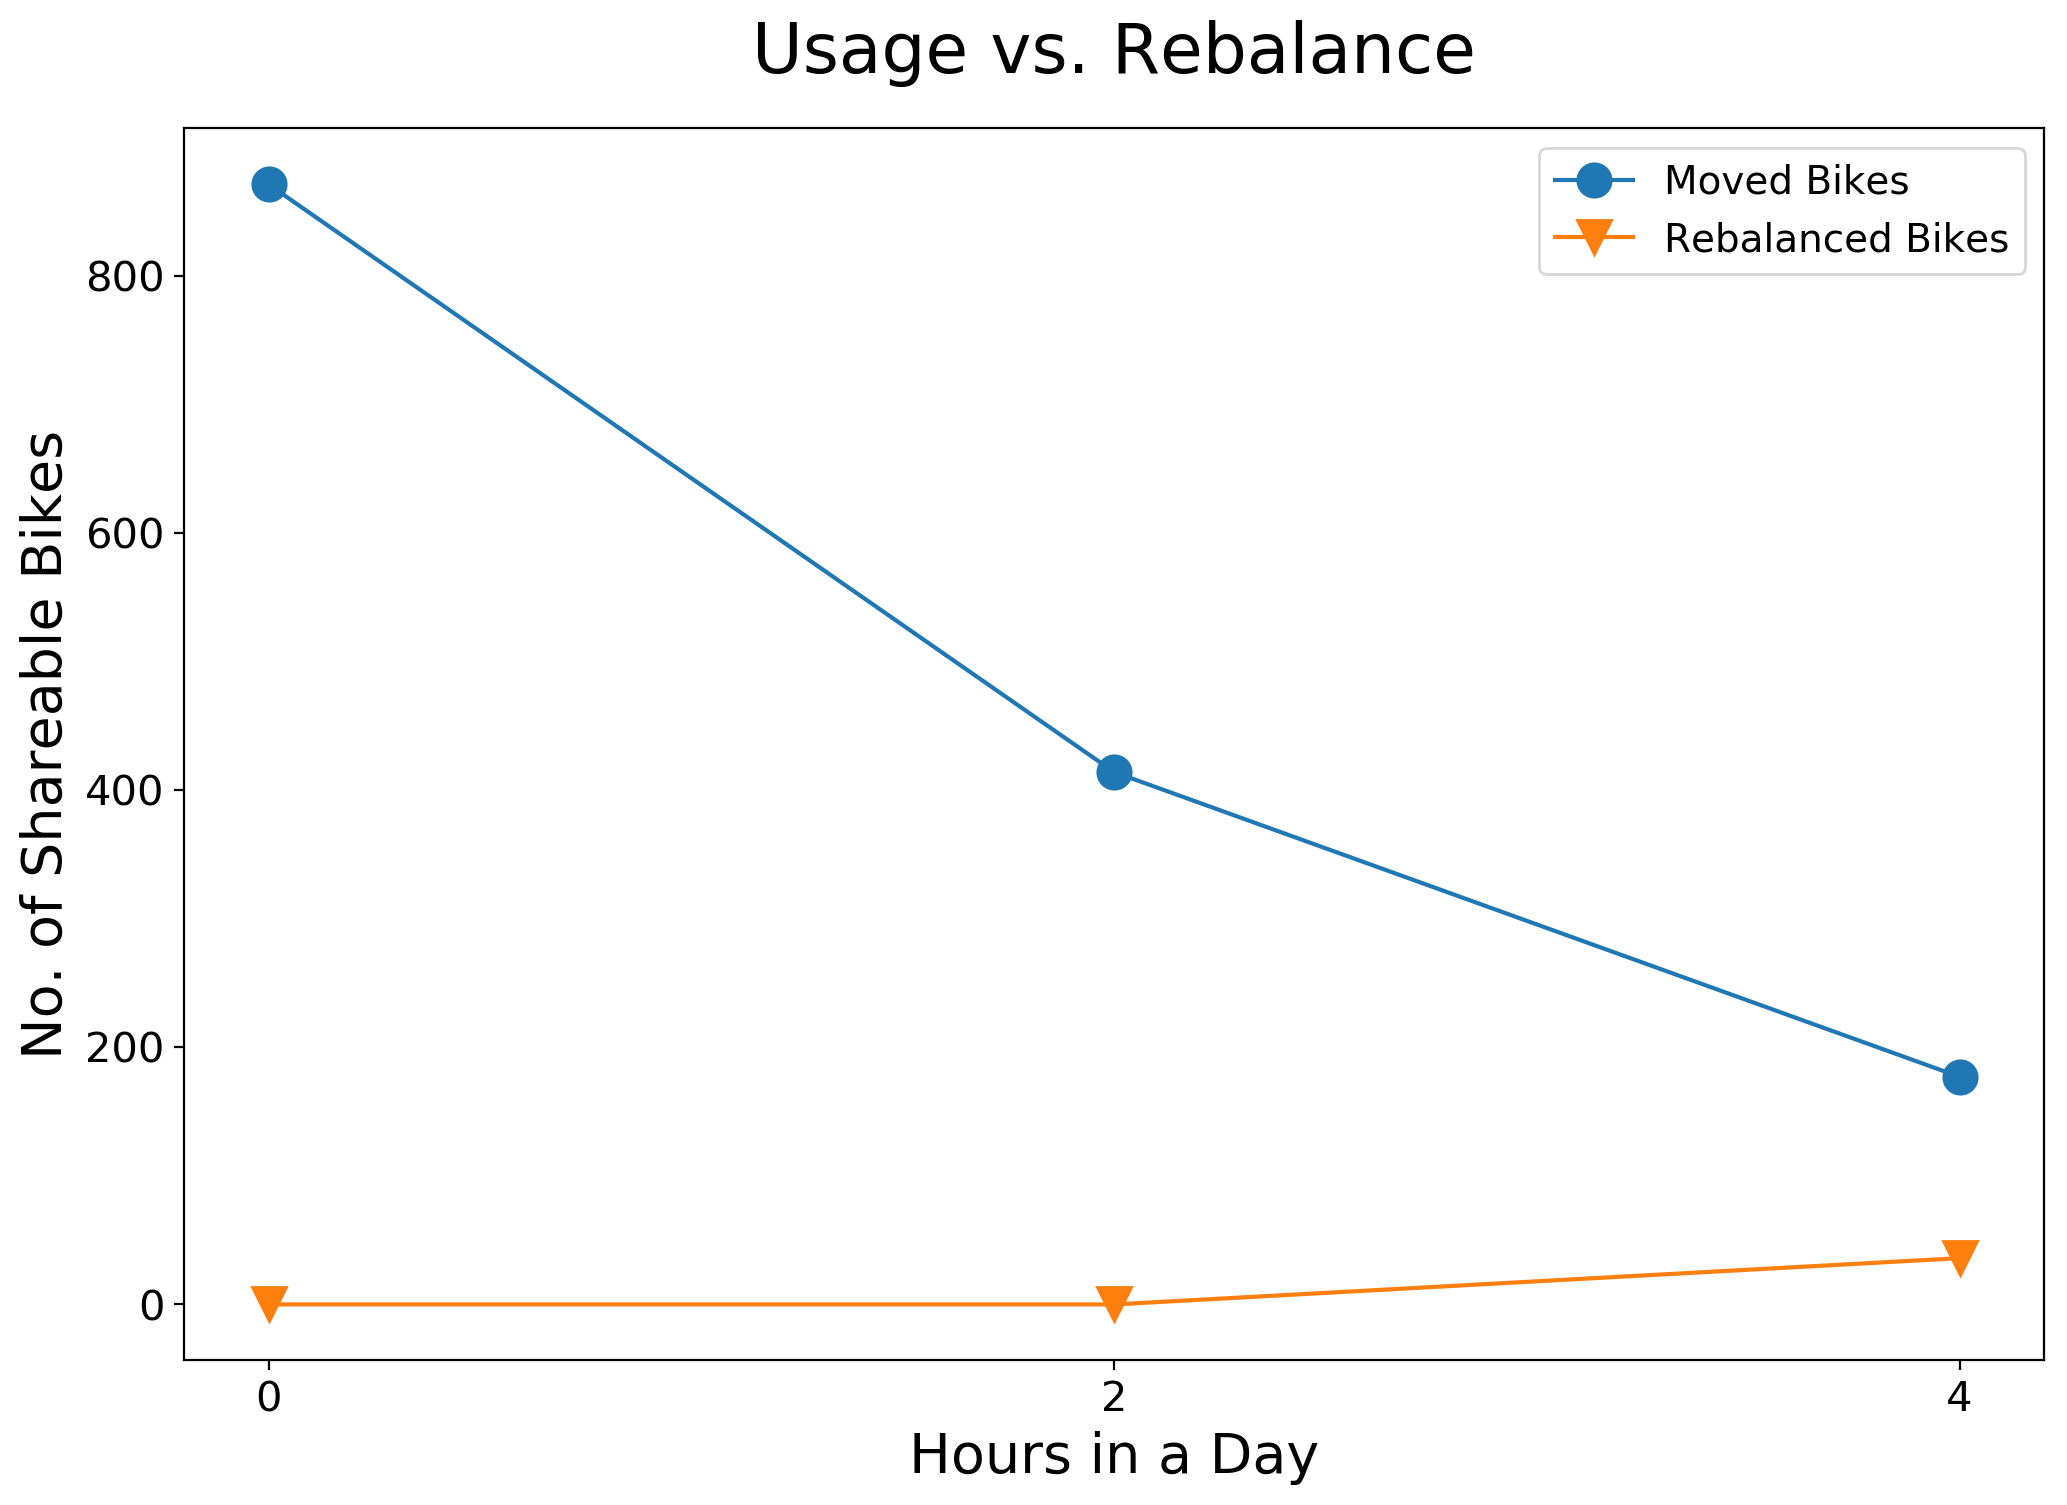 Usage vs. Rebalance
Moved Bikes
Rebalanced Bikes
No. of Shareable Bikes
800
600
400
200
0
0 2 4
Hours in a Day